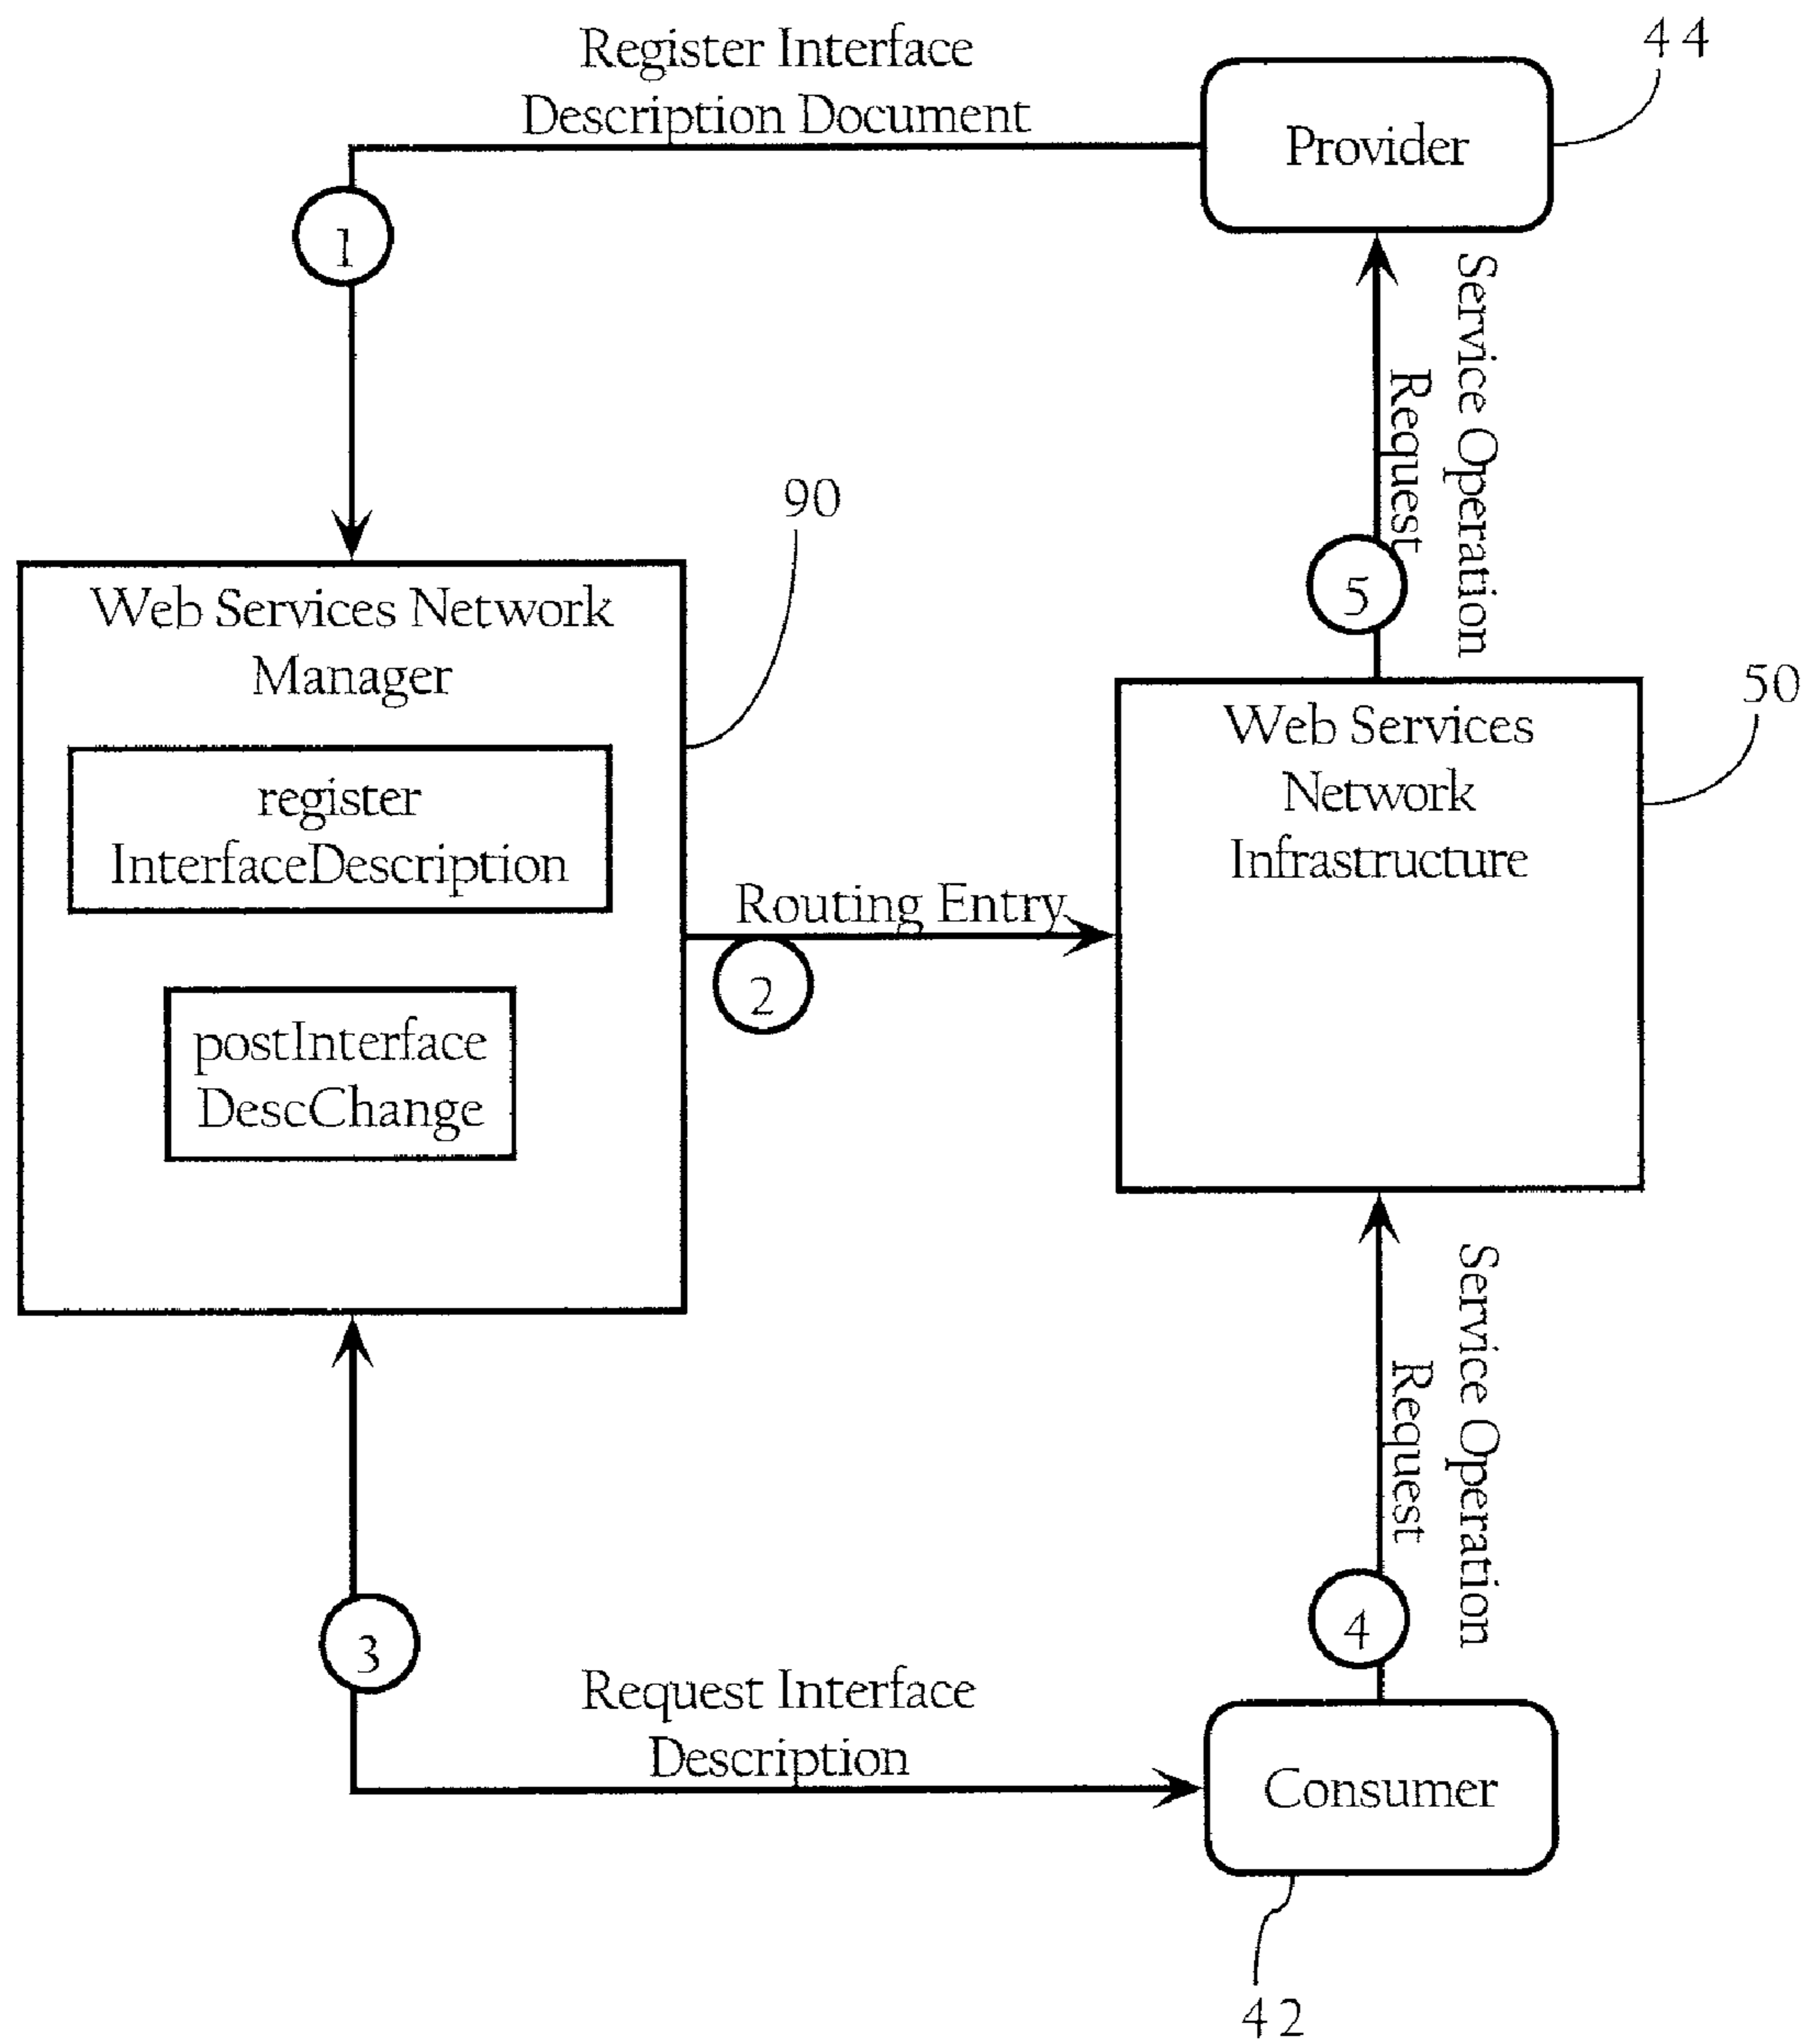 Register Interface
Description Document
44
Provider
1
Service Operation
Request
5
90
Web Services Network
Manager
register
InterfaceDescription
postInterface
DescChange
Routing Entry
2
50
Web Services
Network
Infrastructure
Service Operation
Request
4
3
Request Interface
Description
Consumer
42